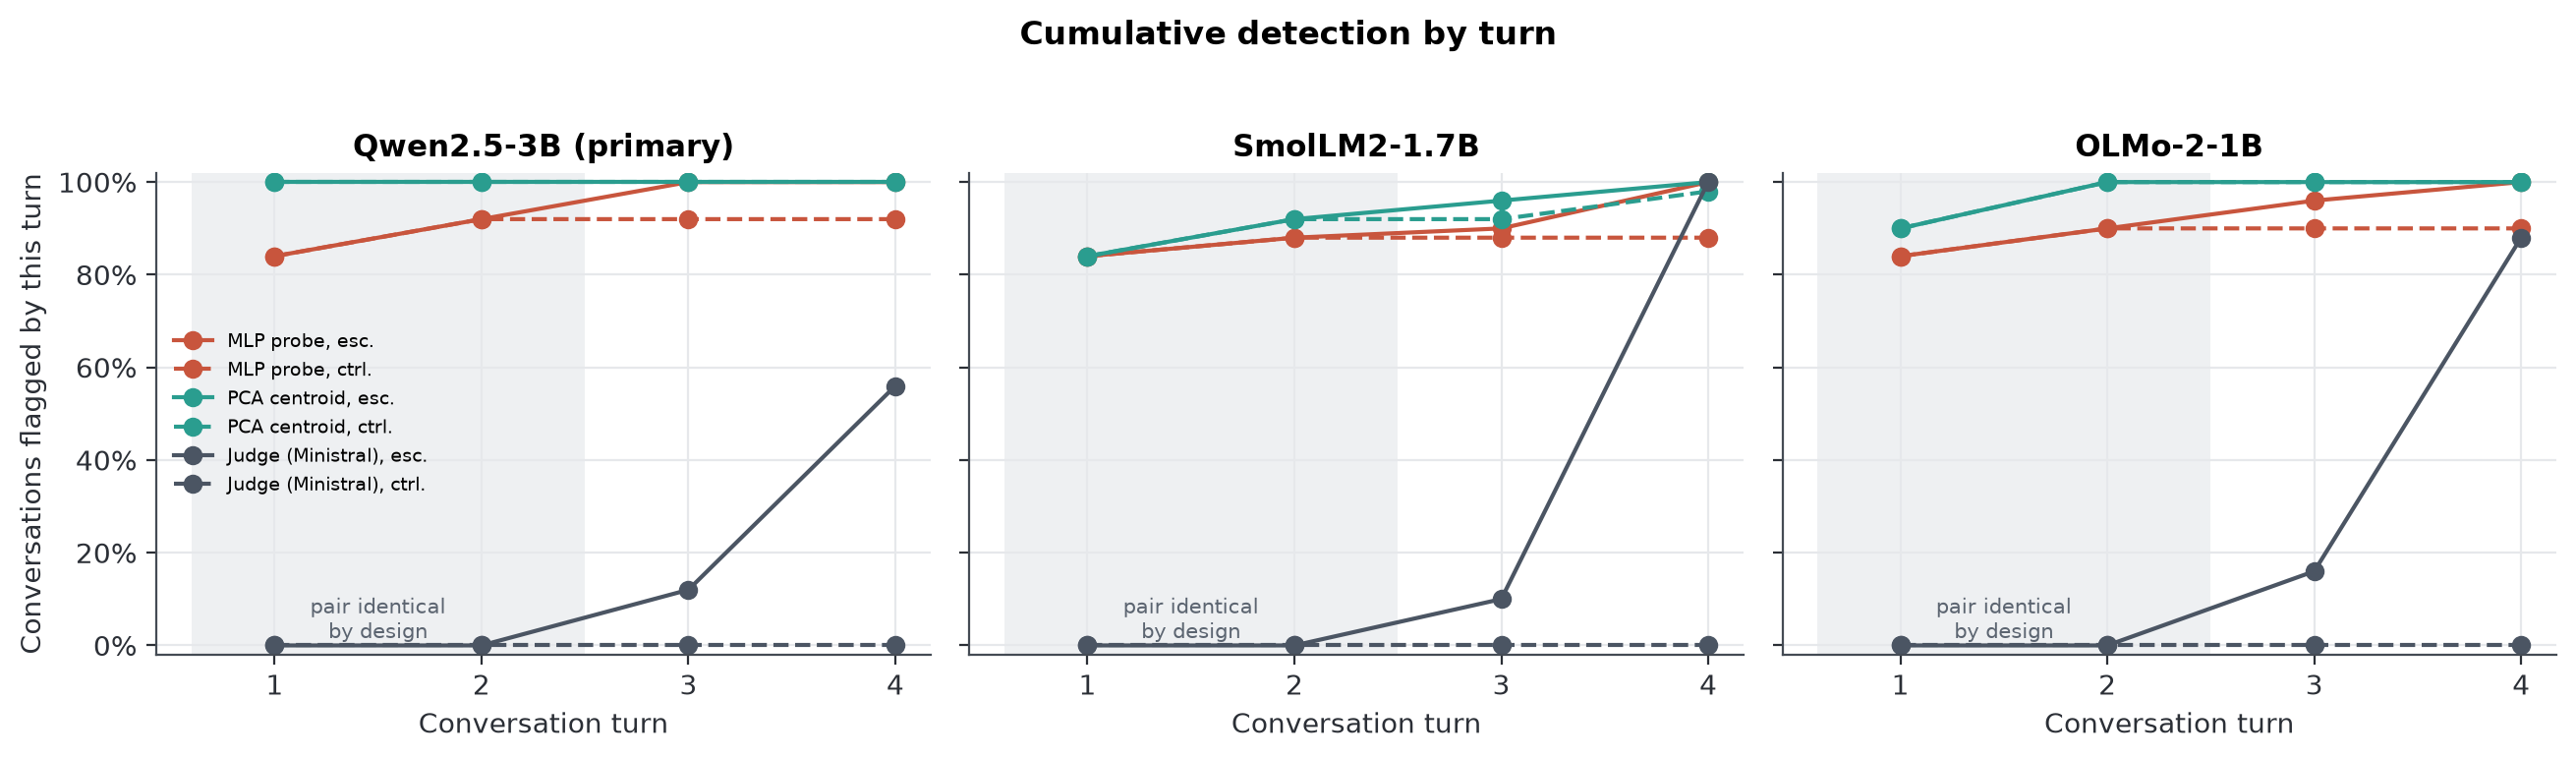 Cumulative detection by turn
Qwen2.5-3B (primary)
SmolLM2-1.7B
OLMo-2-1B
Conversations flagged by this turn
100%
80%
60%
40%
20%
0%
MLP probe, esc.
MLP probe, ctrl.
PCA centroid, esc.
PCA centroid, ctrl.
Judge (Ministral), esc.
Judge (Ministral), ctrl.
pair identical
by design
pair identical
by design
pair identical
by design
1 2 3 4
1 2 3 4
1 2 3 4
Conversation turn
Conversation turn
Conversation turn